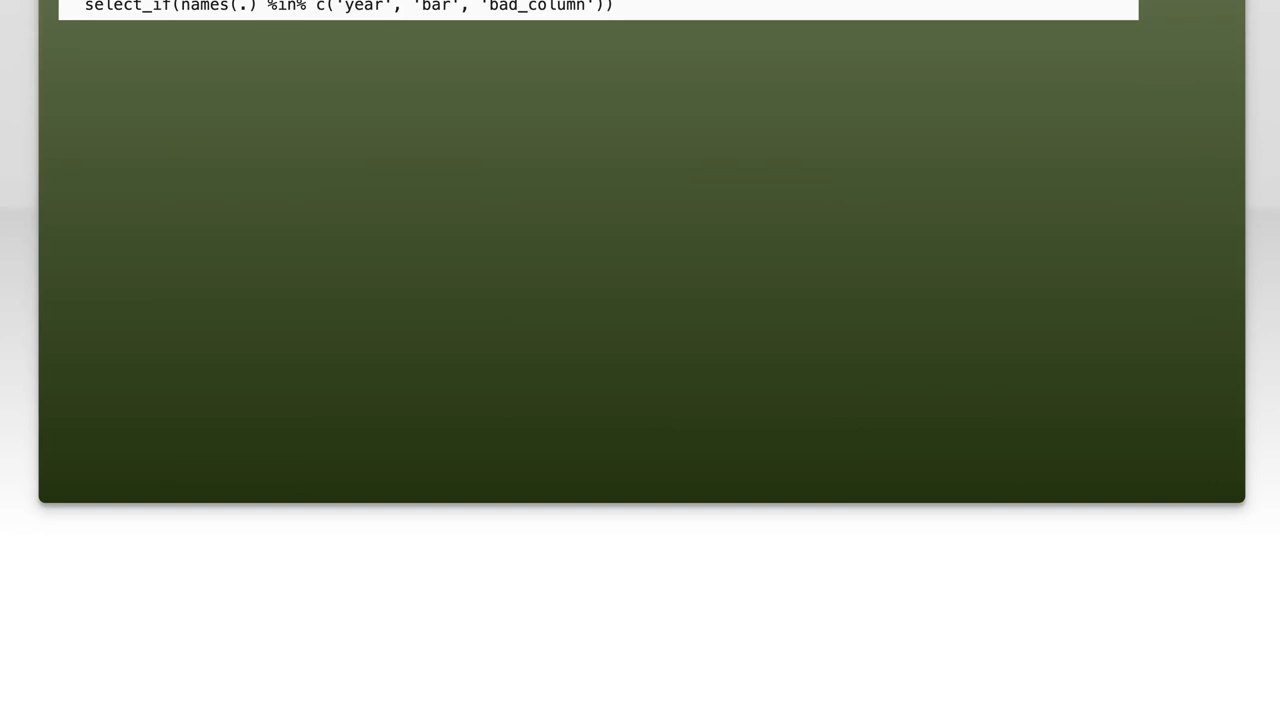 select_if(names(.) %in% c('year', 'bar', 'bad_column'))